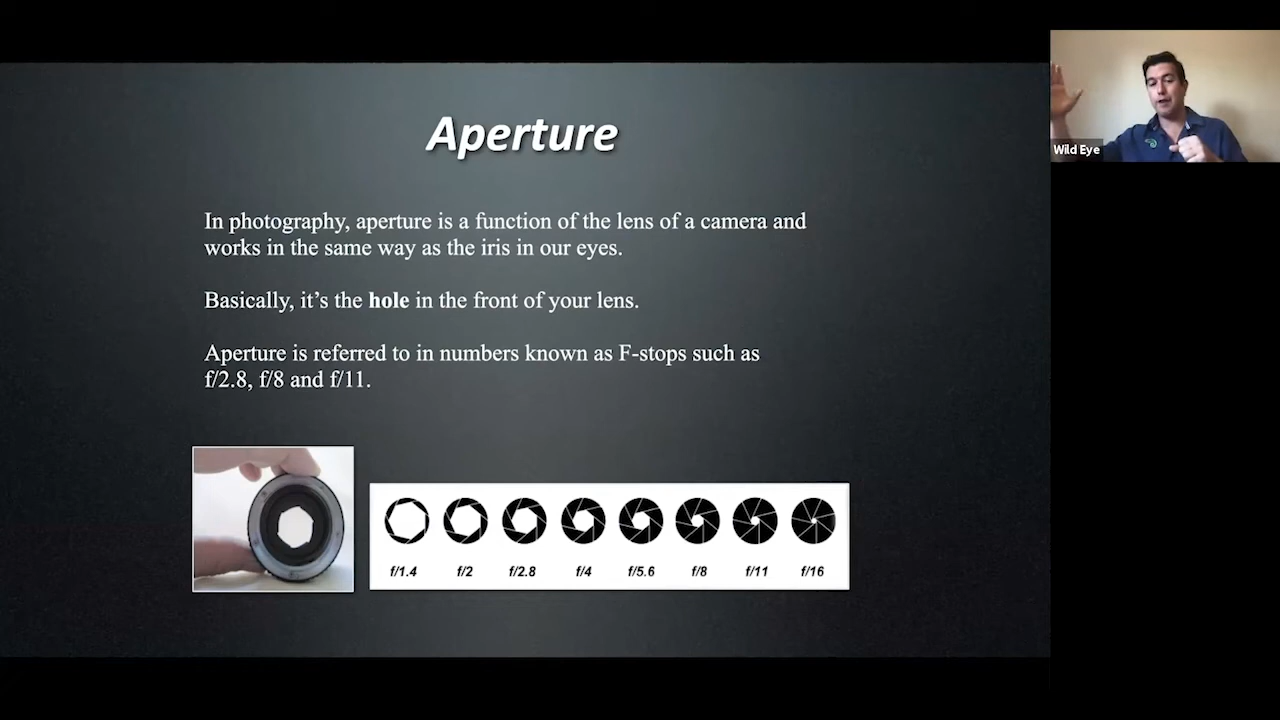 Aperture
In photography, aperture is a function of the lens of a camera and
works in the same way as the iris in our eyes.
Basically, it’s the hole in the front of your lens.
Aperture is referred to in numbers known as F-stops such as
f/2.8, f/8 and f/11.
f/1.4 f/2 f/2.8 f/4 f/5.6 f/8 f/11 f/16
Wild Eye